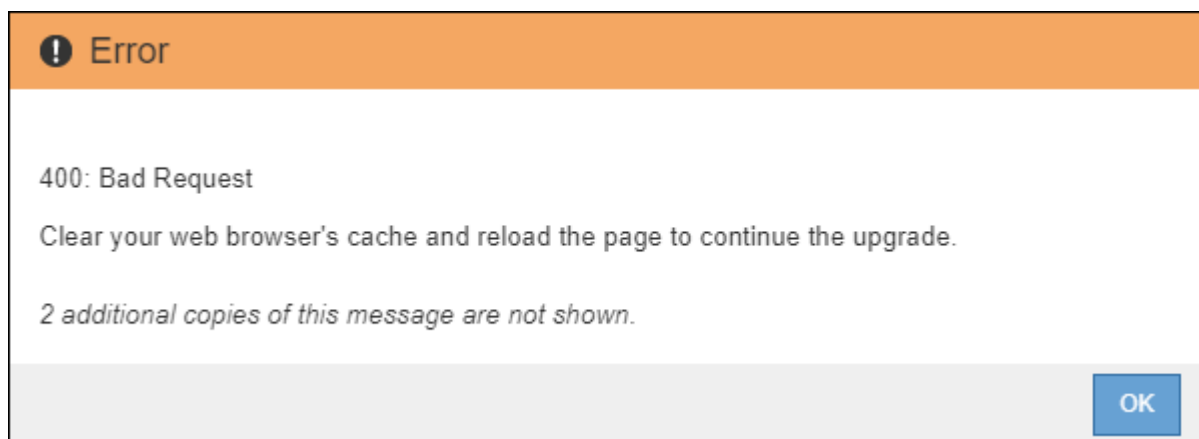 Error
400: Bad Request
Clear your web browser's cache and reload the page to continue the upgrade.
2 additional copies of this message are not shown.
OK